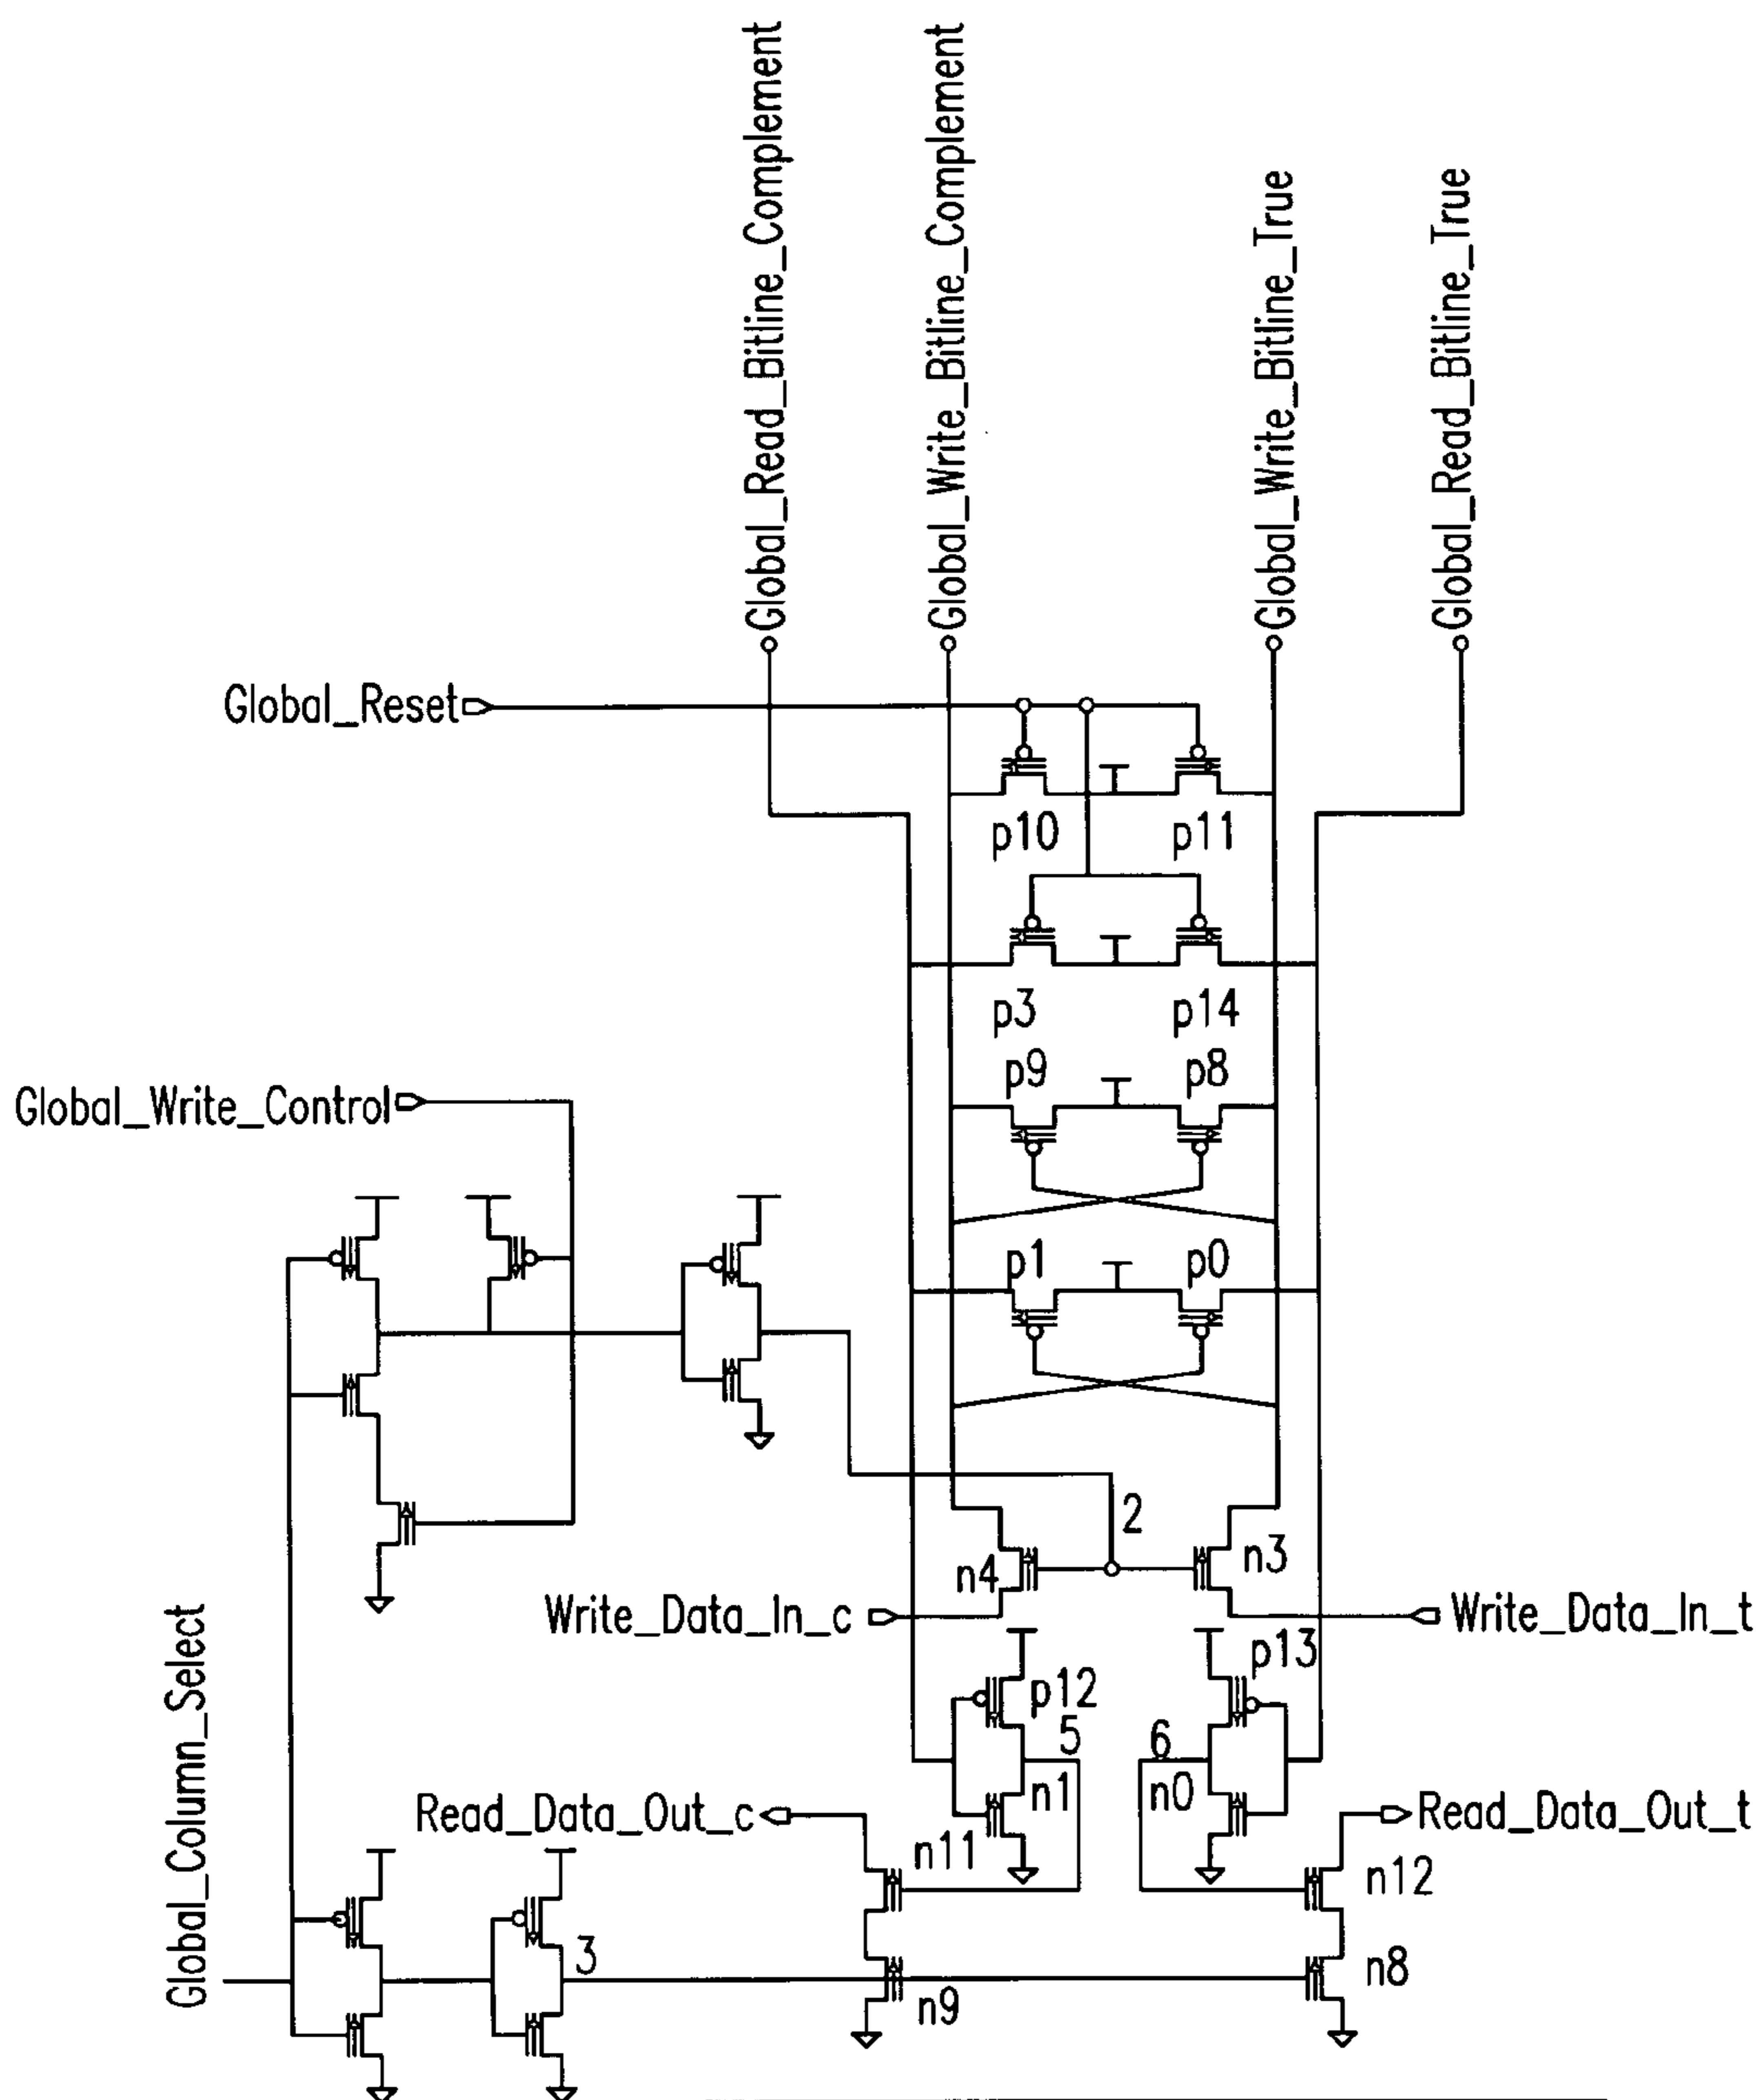 Global_Read_Bitline_Complement
Global_Write_Bitline_Complement
Global_Write_Bitline_True
Global_Read_Bitline_True
Global_Reset
p10
p11
p3
p14
p9
p8
Global_Write_Control
p1
p0
2
n4
n3
Write_Data_In_c
Write_Data_In_t
p13
p12
5
6
n1
n0
Global_Column_Select
Read_Data_Out_c
Read_Data_Out_t
n11
n12
3
n8
n9